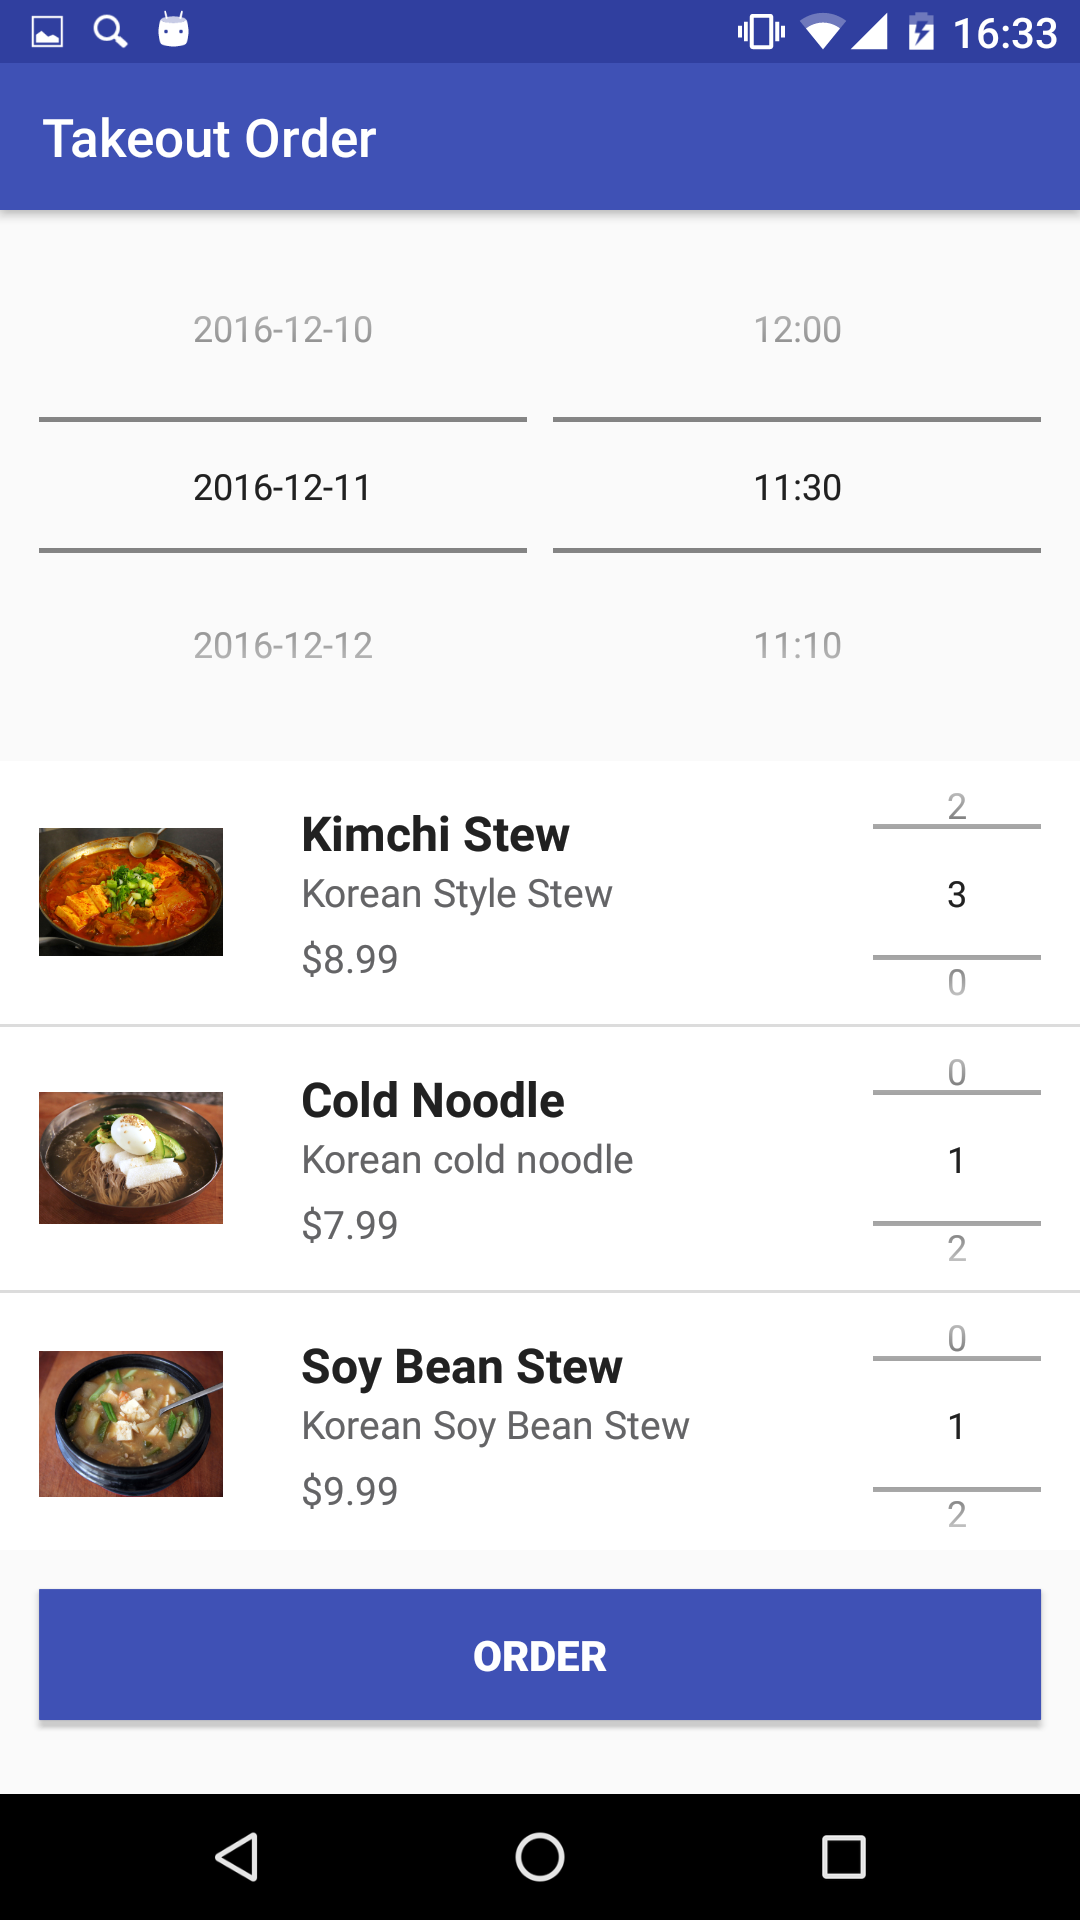 16:33
Takeout Order
2016-12-10 12:00
2016-12-11 11:30
2016-12-12 11:10
2
Kimchi Stew
Korean Style Stew 3
$8.99
0
0
Cold Noodle
Korean cold noodle 1
$7.99
2
0
Soy Bean Stew
Korean Soy Bean Stew 1
$9.99
2
ORDER